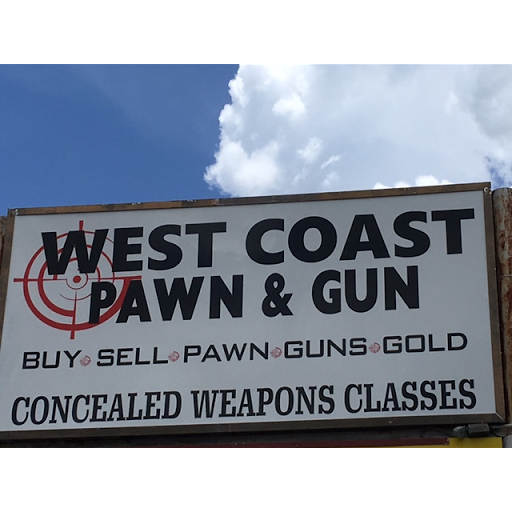 WEST COAST
PAWN & GUN
BUY SELL PAWN GUNS GOLD
CONCEALED WEAPONS CLASSES